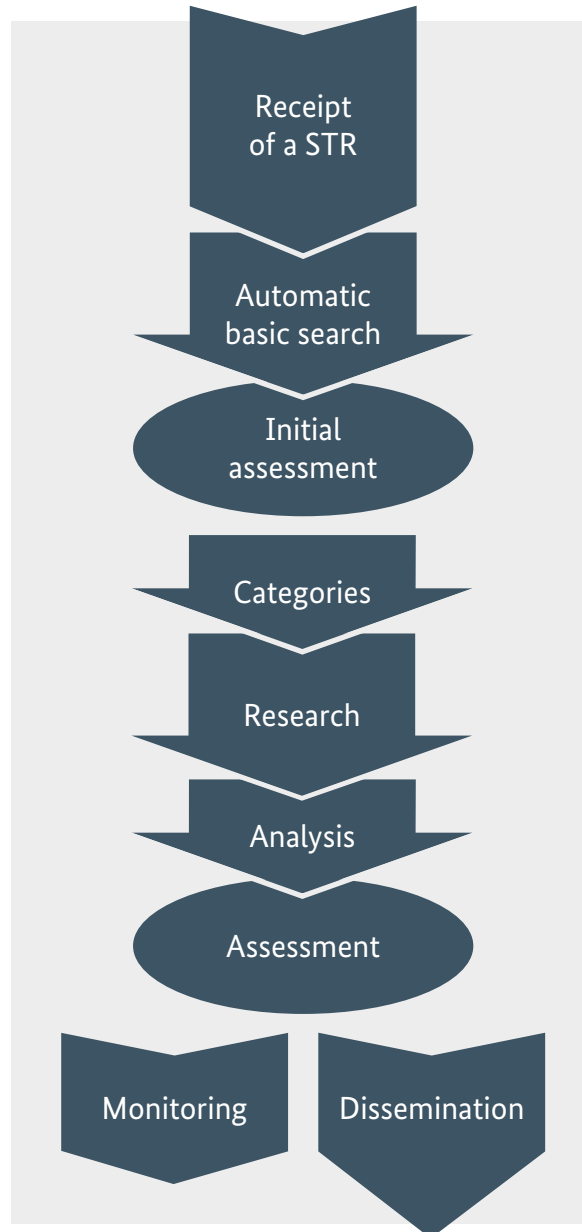 Receipt
of a STR
Automatic
basic search
Initial
assessment
Categories
Research
Analysis
Assessment
Monitoring
Dissemination